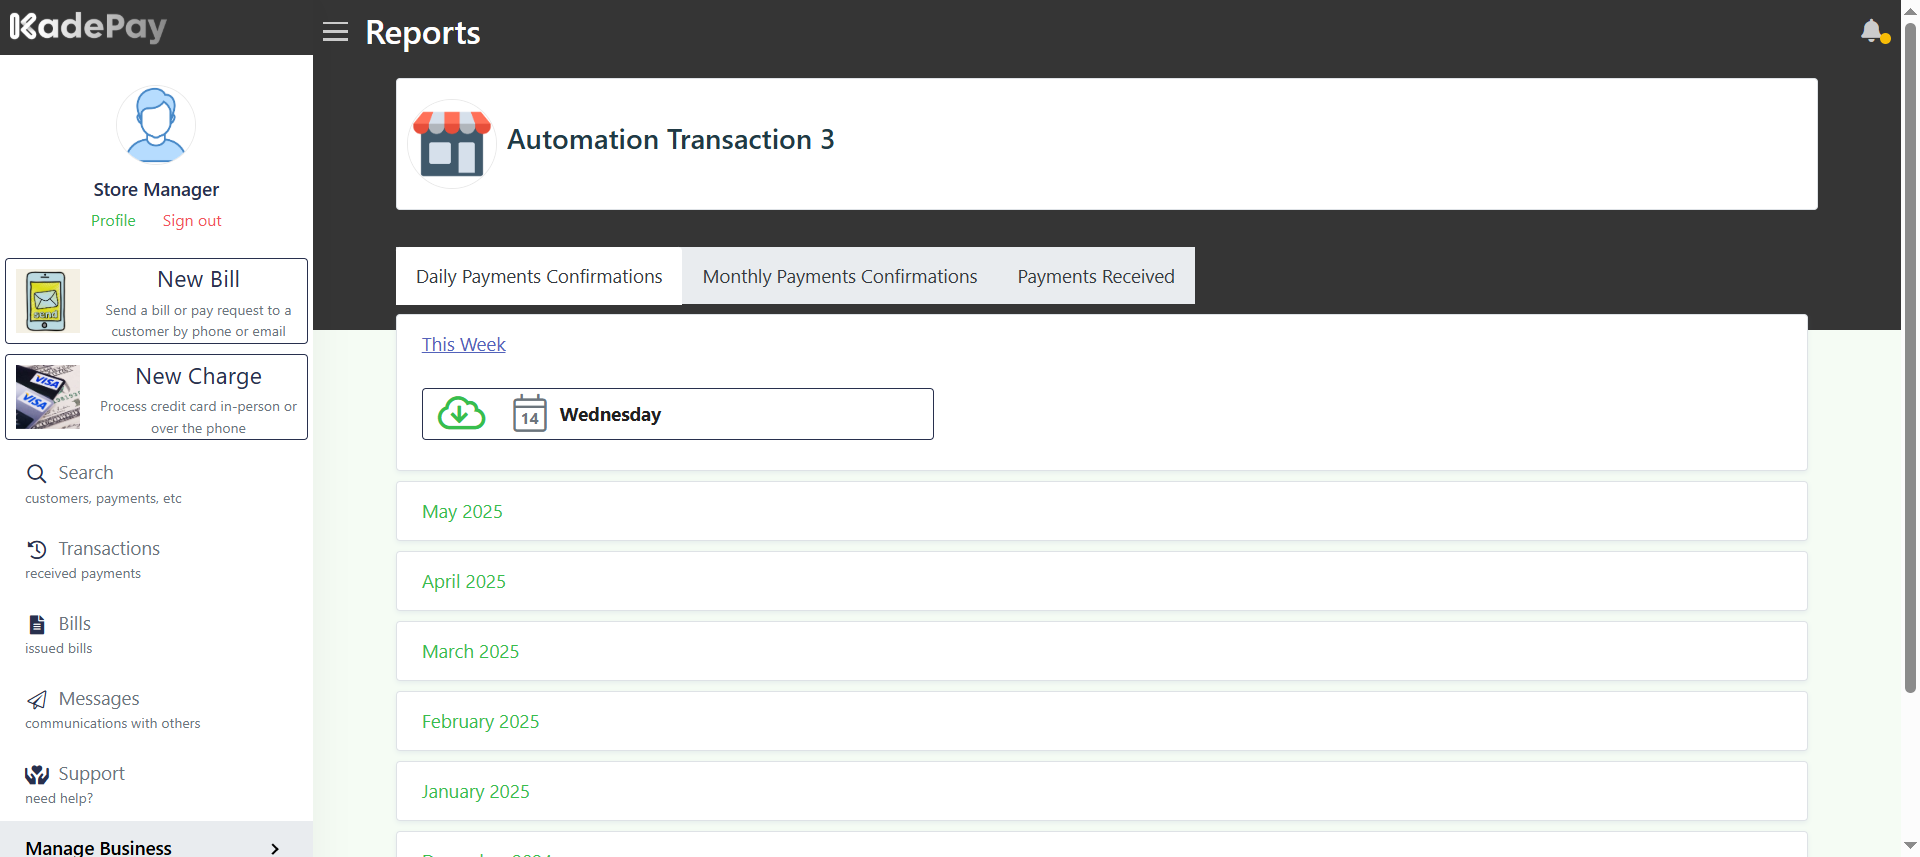 KadePay
Reports
Automation Transaction 3
Store Manager
Profile Sign out
New Bill
Send a bill or pay request to a
customer by phone or email
New Charge
Process credit card in-person or
over the phone
Search
customers, payments, etc
Transactions
received payments
Bills
issued bills
Messages
communications with others
Support
need help?
Manage Business
Daily Payments Confirmations Monthly Payments Confirmations Payments Received
This Week
14 Wednesday
May 2025
April 2025
March 2025
February 2025
January 2025